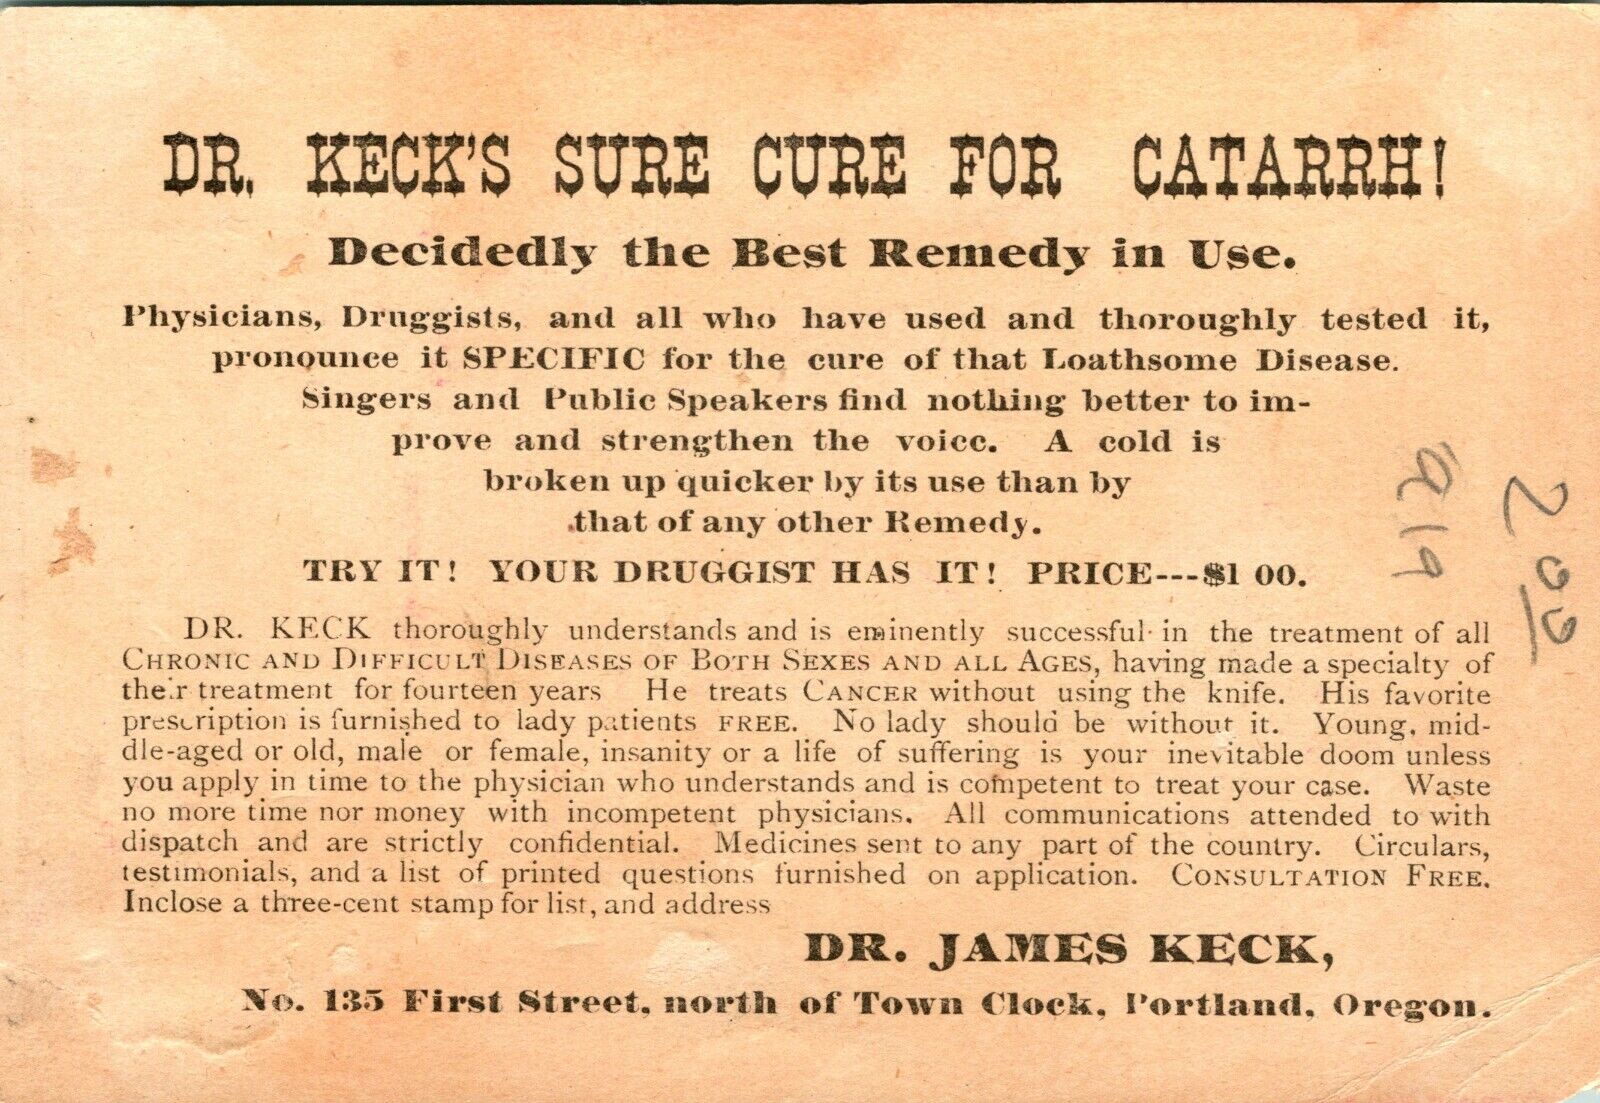 DR. KECK'S SURE CURE FOR CATARRH!
Decidedly the Best Remedy in Use.
Physicians, Druggists, and all who have used and thoroughly tested it,
pronounce it SPECIFIC for the cure of that Loathsome Disease.
Singers and Public Speakers find nothing better to im-
prove and strengthen the voice. A cold is
broken up quicker by its use than by
that of any other Remedy.
TRY IT! YOUR DRUGGIST HAS IT! PRICE---$1 00.
DR. KECK thoroughly understands and is eminently successful in the treatment of all
CHRONIC AND DIFFICULT DISEASES OF BOTH SEXES AND ALL AGES, having made a specialty of
their treatment for fourteen years He treats CANCER without using the knife. His favorite
prescription is furnished to lady patients FREE. No lady should be without it. Young, mid-
dle-aged or old, male or female, insanity or a life of suffering is your inevitable doom unless
you apply in time to the physician who understands and is competent to treat your case. Waste
no more time nor money with incompetent physicians. All communications attended to with
dispatch and are strictly confidential. Medicines sent to any part of the country. Circulars,
testimonials, and a list of printed questions furnished on application. CONSULTATION FREE.
Inclose a three-cent stamp for list, and address
DR. JAMES KECK,
No. 135 First Street, north of Town Clock, Portland, Oregon.
200